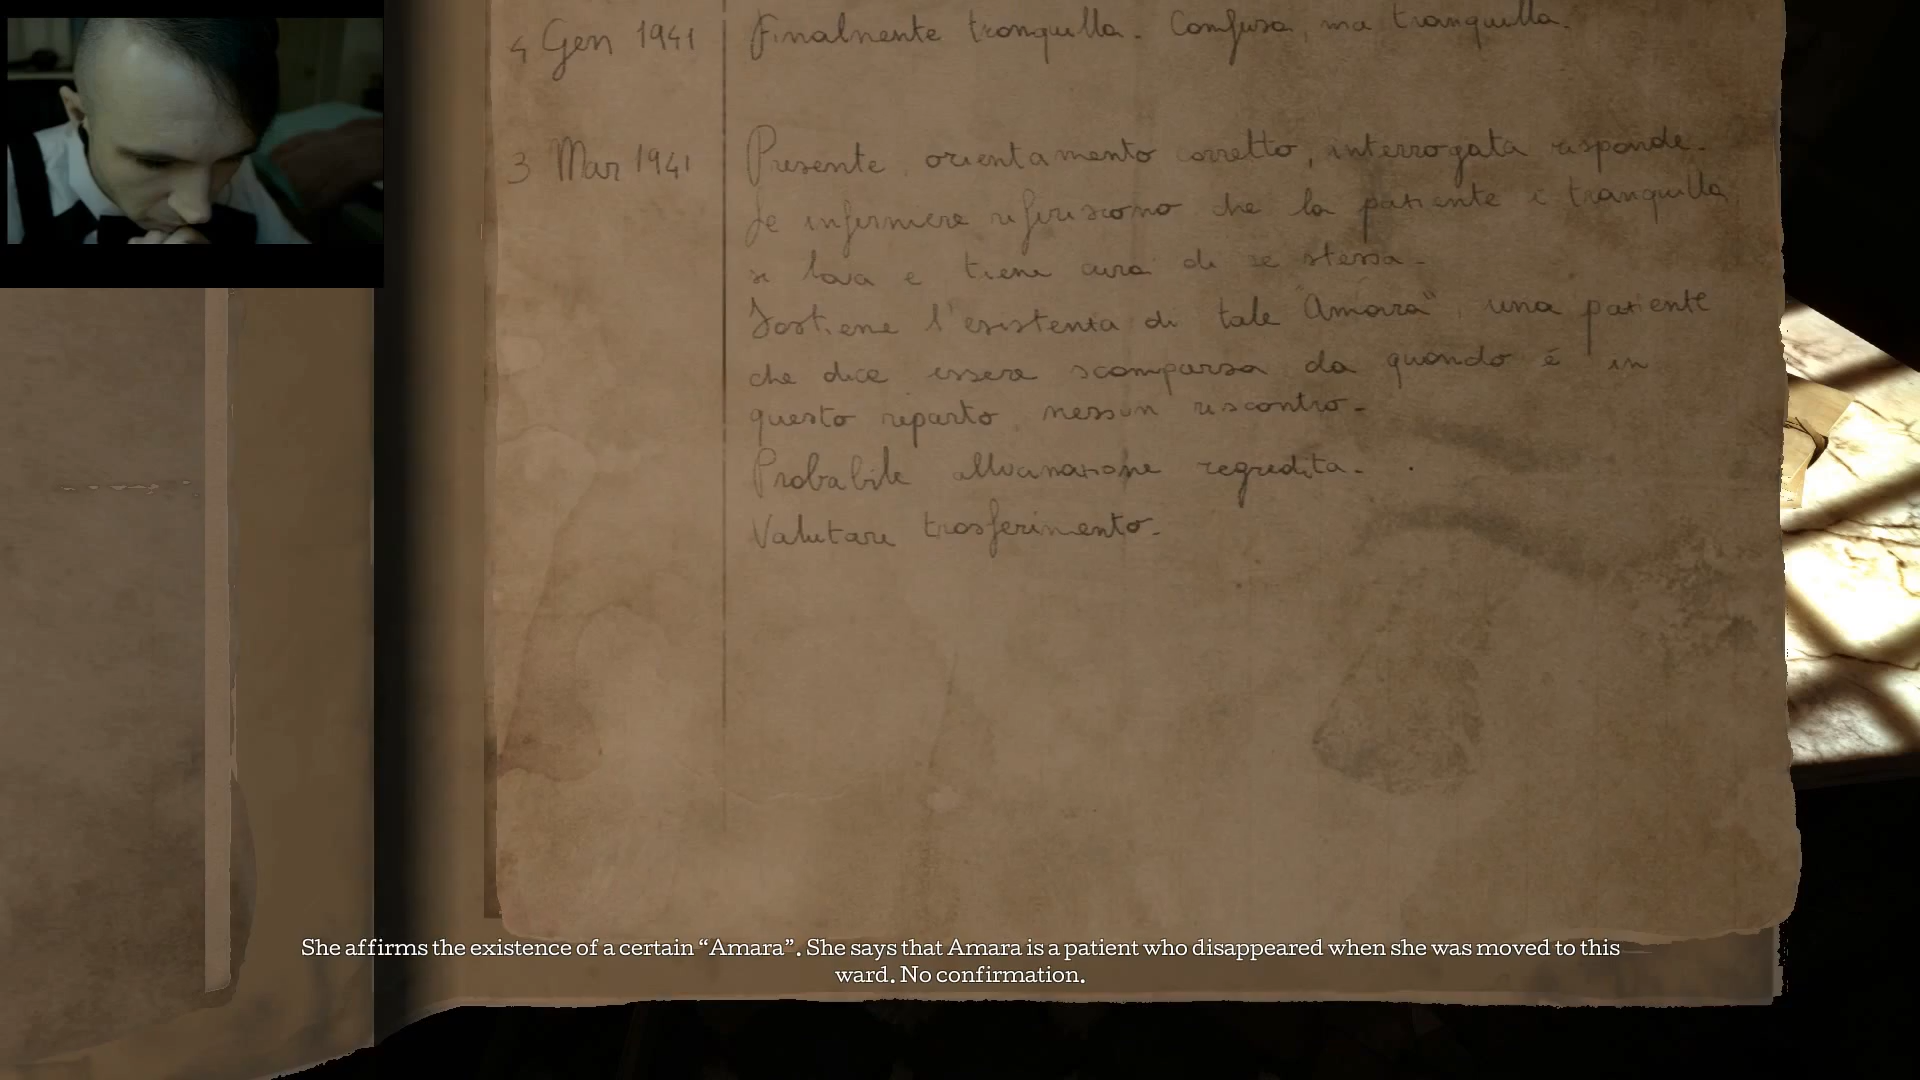 4 Gen 1941 Finalmente tranquilla. Confusa, ma tranquilla.
3 Mar 1941 Presente, orientamento corretto, interrogata risponde.
Le infermiere riferiscono che la paziente è tranquilla,
si lava e tiene cura di se stessa.
Sostiene l'esistenza di tale "Amara", una paziente
che dice essere scomparsa da quando é in
questo reparto, nessun riscontro.
Probabile allucinazione regredita.
Valutare trasferimento.
She affirms the existence of a certain “Amara”. She says that Amara is a patient who disappeared when she was moved to this
ward. No confirmation.